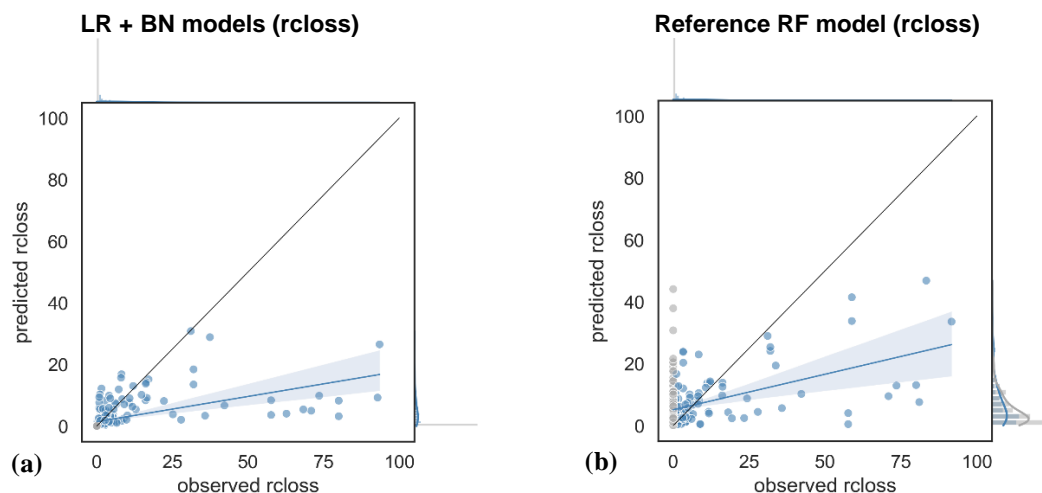 LR + BN models (rcloss)
100
80
60
40
20
0
predicted rcloss
0 25 50 75 100
observed rcloss
(a)
Reference RF model (rcloss)
100
80
60
40
20
0
predicted rcloss
0 25 50 75 100
observed rcloss
(b)